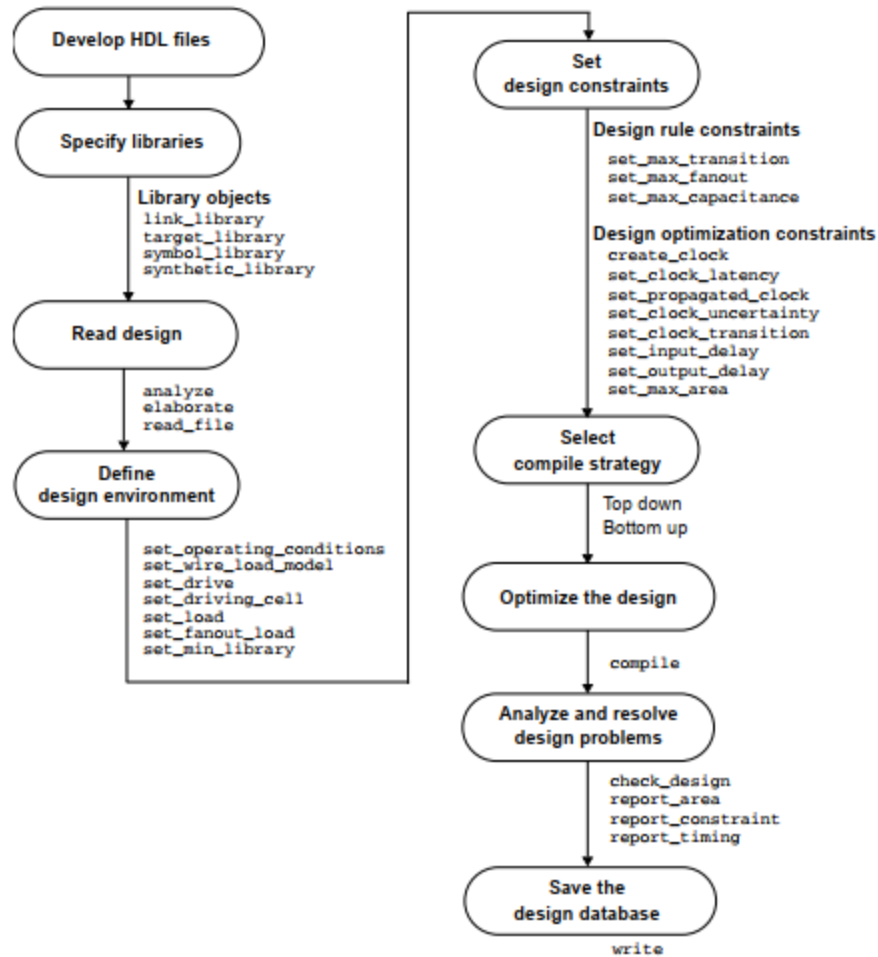 Develop HDL files
Specify libraries
Library objects
link_library
target_library
symbol_library
synthetic_library
Read design
analyze
elaborate
read_file
Define
design environment
set_operating_conditions
set_wire_load_model
set_drive
set_driving_cell
set_load
set_fanout_load
set_min_library
Set
design constraints
Design rule constraints
set_max_transition
set_max_fanout
set_max_capacitance
Design optimization constraints
create_clock
set_clock_latency
set_propagated_clock
set_clock_uncertainty
set_clock_transition
set_input_delay
set_output_delay
set_max_area
Select
compile strategy
Top down
Bottom up
Optimize the design
compile
Analyze and resolve
design problems
check_design
report_area
report_constraint
report_timing
Save the
design database
write